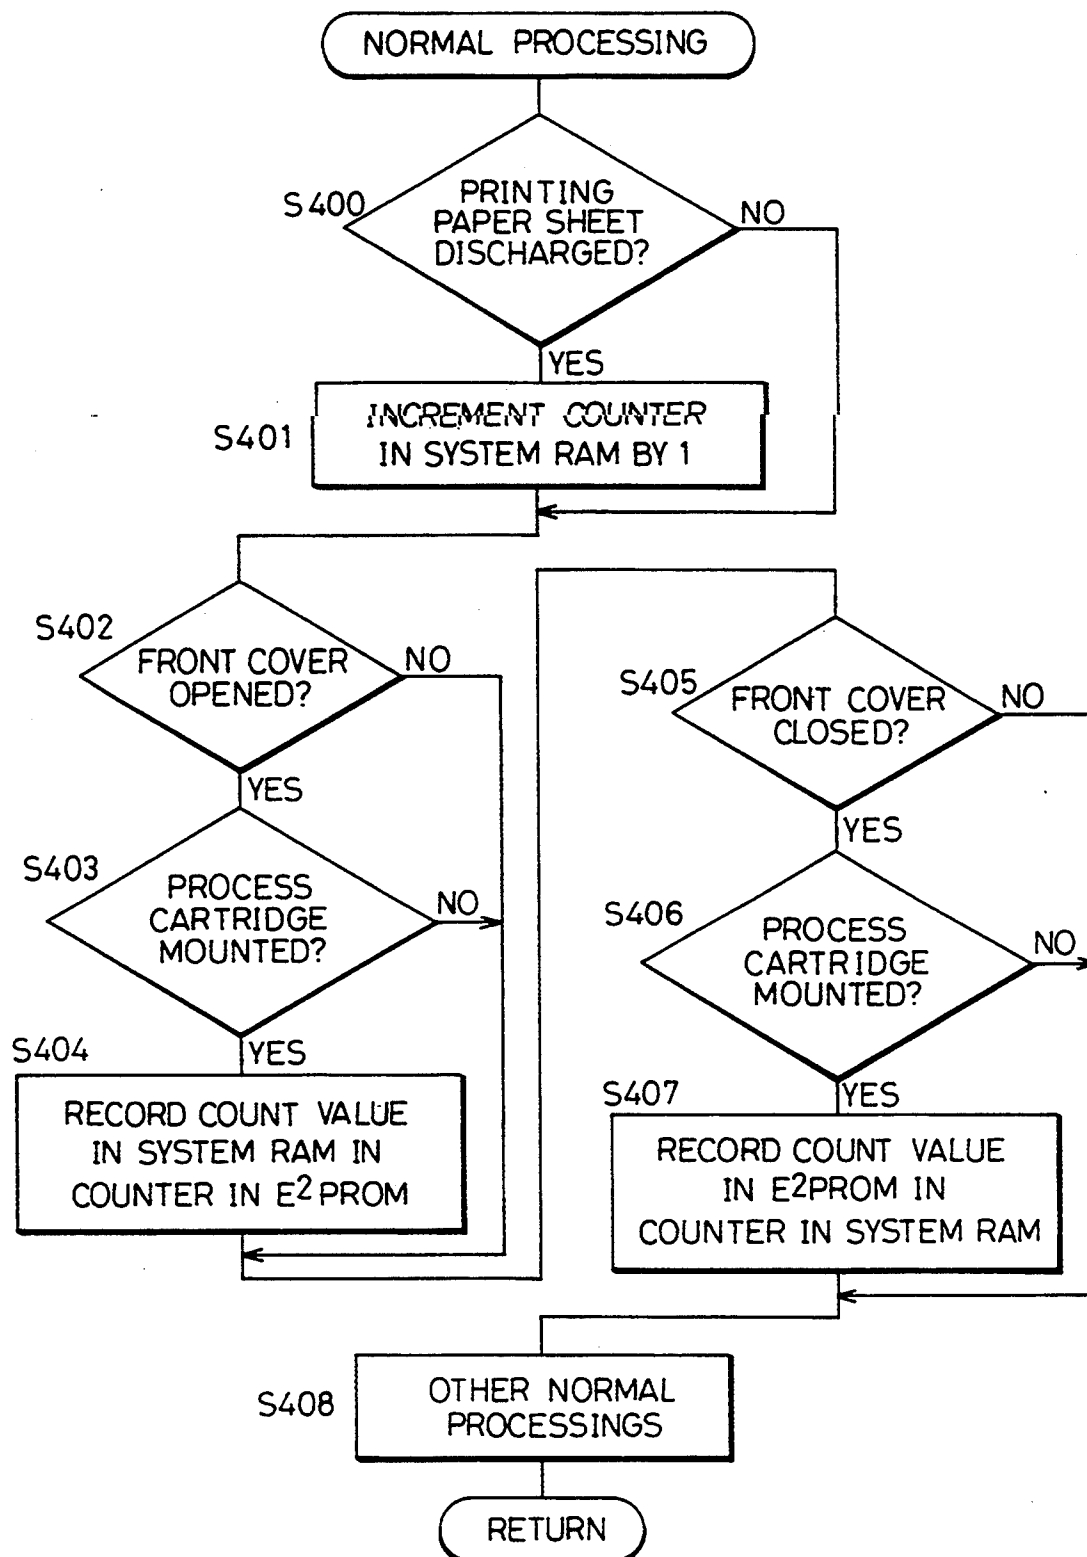 NORMAL PROCESSING
S400
PRINTING
PAPER SHEET
DISCHARGED?
NO
YES
S401
INCREMENT COUNTER
IN SYSTEM RAM BY 1
S402
FRONT COVER
OPENED?
NO
YES
S403
PROCESS
CARTRIDGE
MOUNTED?
NO
YES
S404
RECORD COUNT VALUE
IN SYSTEM RAM IN
COUNTER IN E²PROM
S405
FRONT COVER
CLOSED?
NO
YES
S406
PROCESS
CARTRIDGE
MOUNTED?
NO
YES
S407
RECORD COUNT VALUE
IN E2PROM IN
COUNTER IN SYSTEM RAM
S408
OTHER NORMAL
PROCESSINGS
RETURN